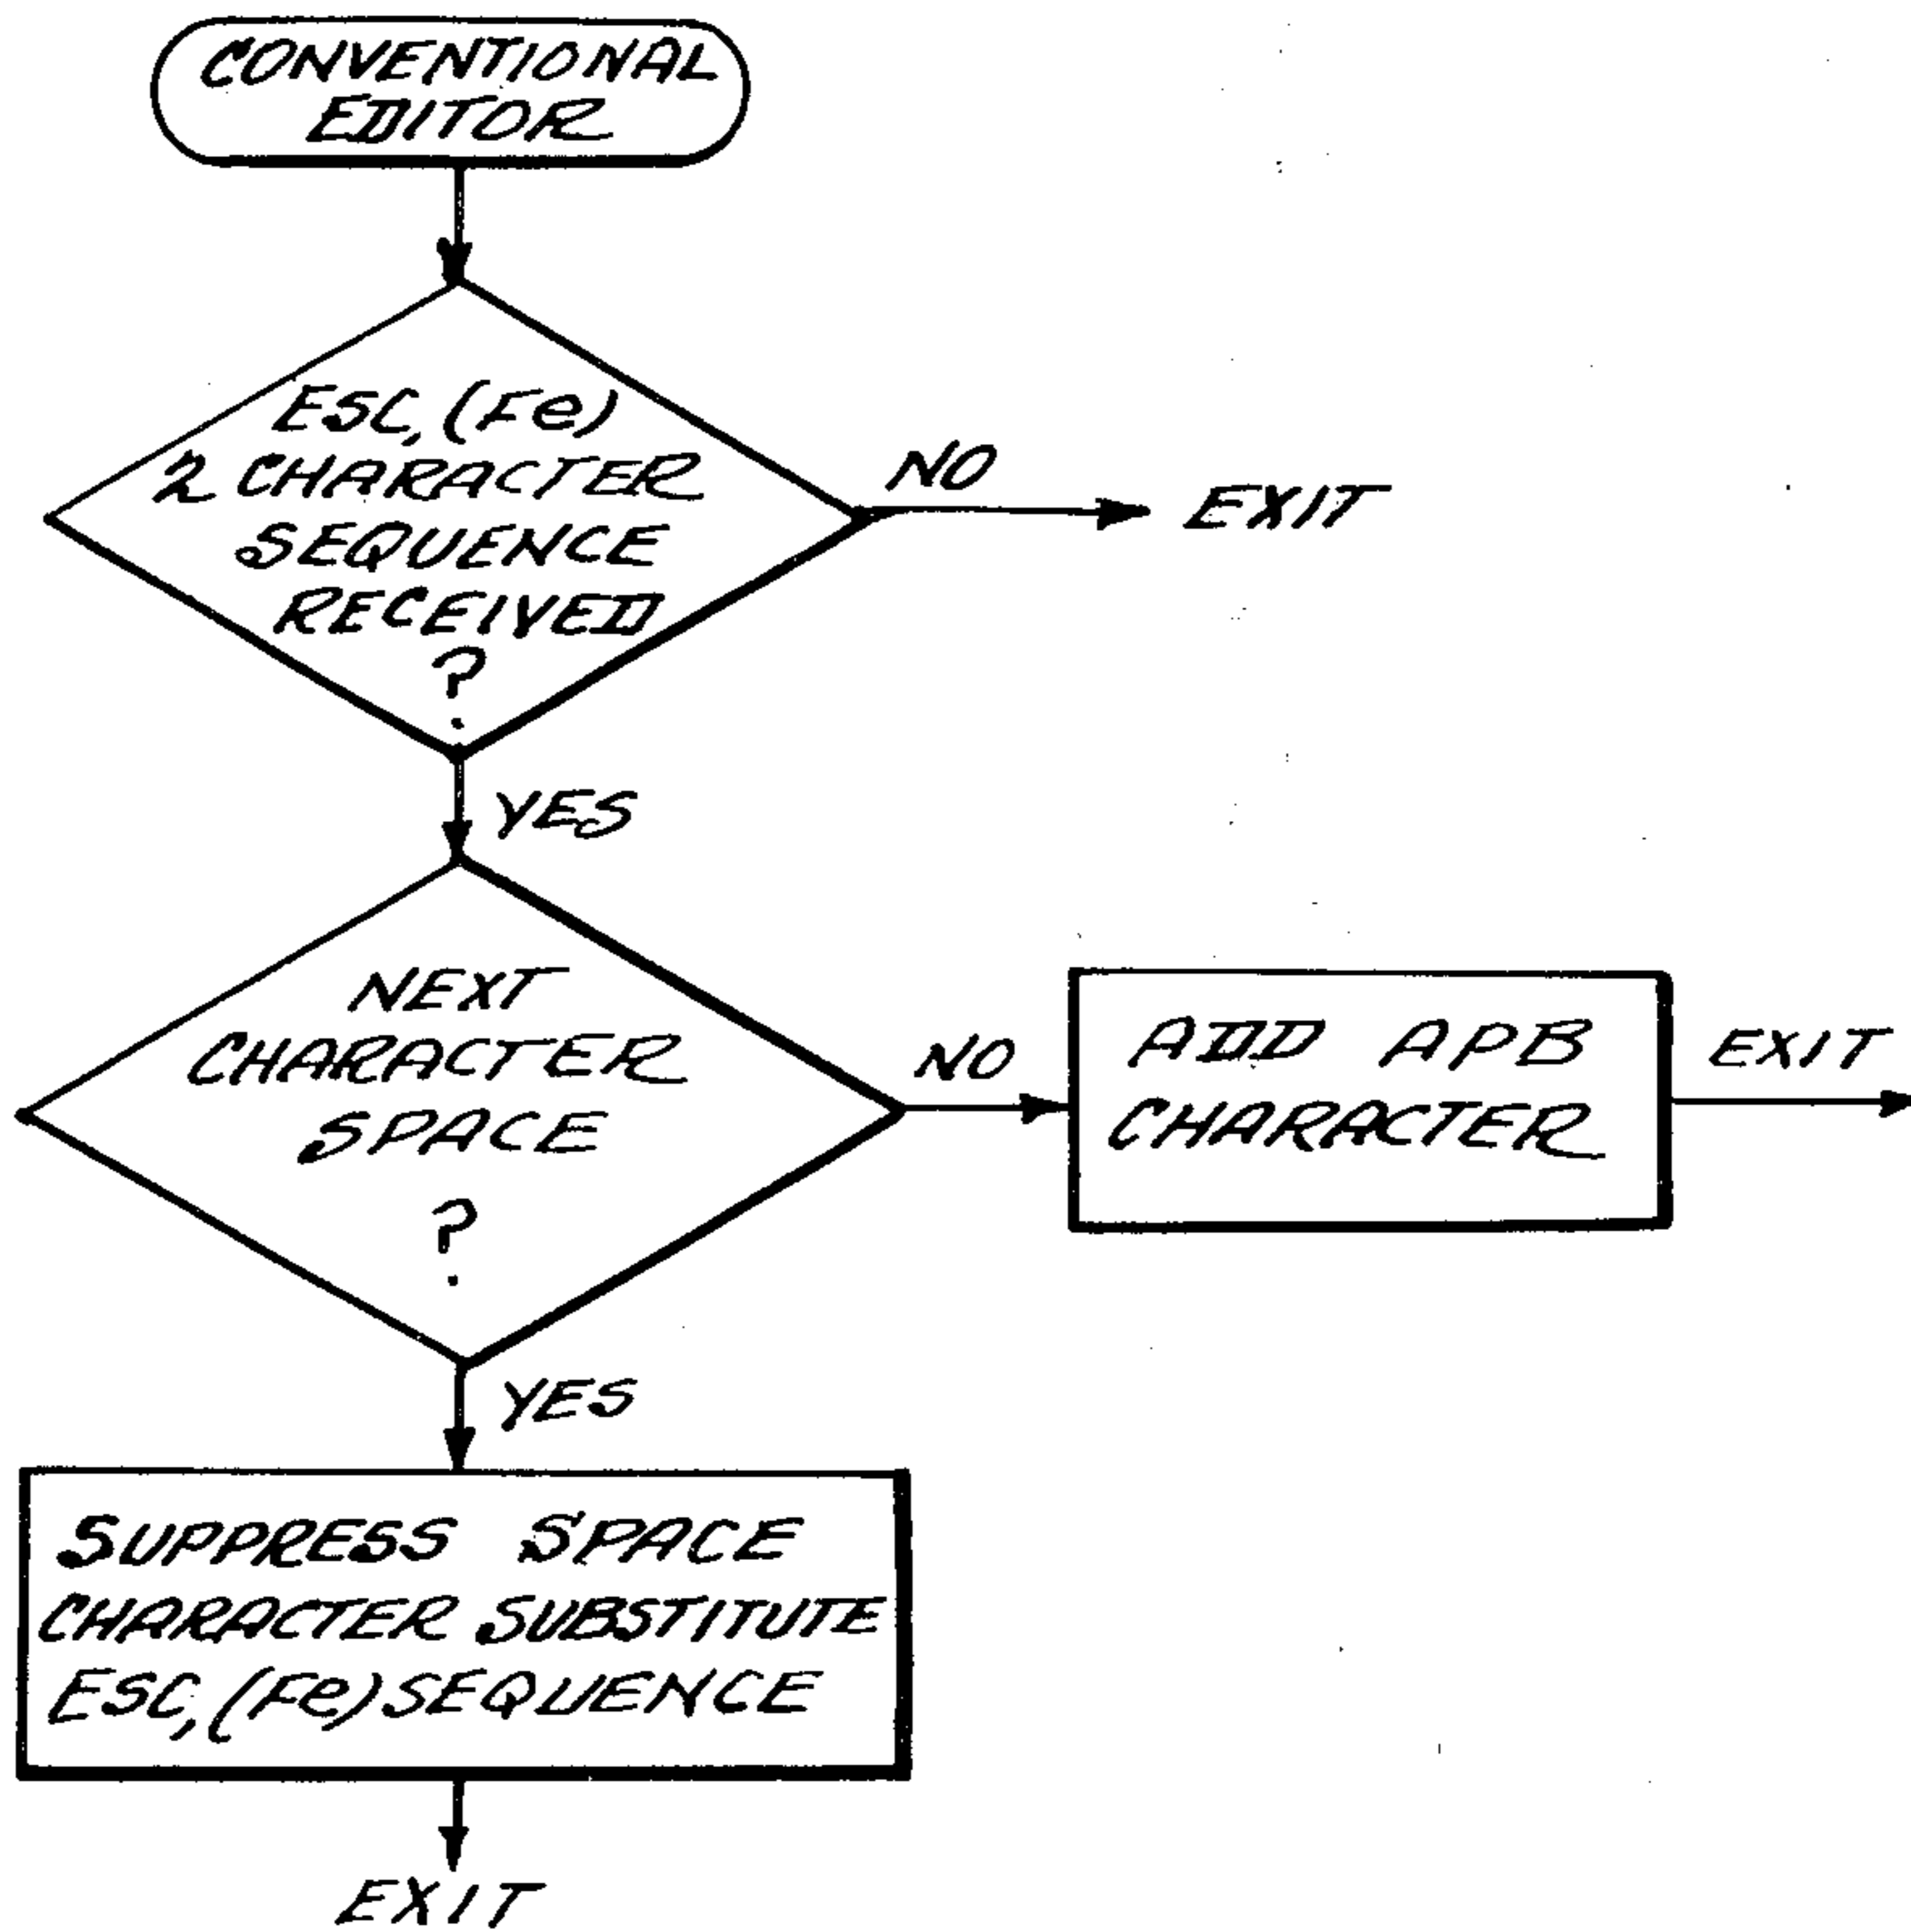 CONVENTIONAL
EDITOR
ESC, (Fe)
2 CHARACTER
SEQUENCE
RECEIVED
?
NO
EXIT
YES
NEXT
CHARACTER
SPACE
?
NO
ADD APB
CHARACTER
EXIT
YES
SUPPRESS SPACE
CHARACTER SUBSTITUTE
ESC, (Fe) SEQUENCE
EXIT